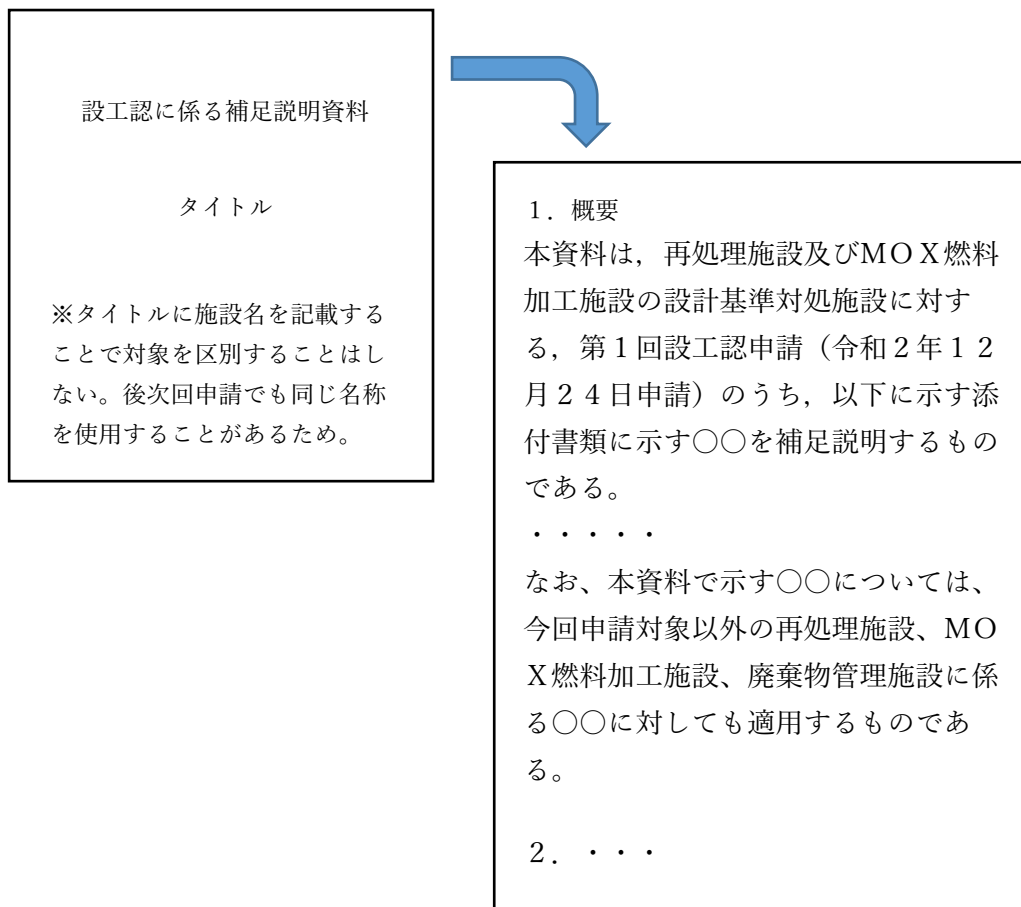 設工認に係る補足説明資料
タイトル
※タイトルに施設名を記載する
ことで対象を区別することはし
ない。後次回申請でも同じ名称
を使用することがあるため。
１．概要
本資料は，再処理施設及びＭＯＸ燃料
加工施設の設計基準対処施設に対す
る，第１回設工認申請（令和２年１２
月２４日申請）のうち，以下に示す添
付書類に示す〇〇を補足説明するもの
である。
・・・・・
なお、本資料で示す〇〇については、
今回申請対象以外の再処理施設、ＭＯ
Ｘ燃料加工施設、廃棄物管理施設に係
る〇〇に対しても適用するものであ
る。
２．・・・